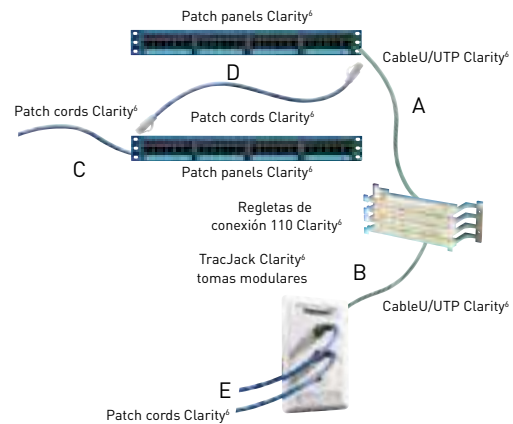 Patch panels Clarity⁶
CableU/UTP Clarity⁶
D
A
Patch cords Clarity⁶
Patch cords Clarity⁶
C
Patch panels Clarity⁶
Regletas de
conexión 110 Clarity⁶
TracJack Clarity⁶
tomas modulares
B
CableU/UTP Clarity⁶
E
Patch cords Clarity⁶